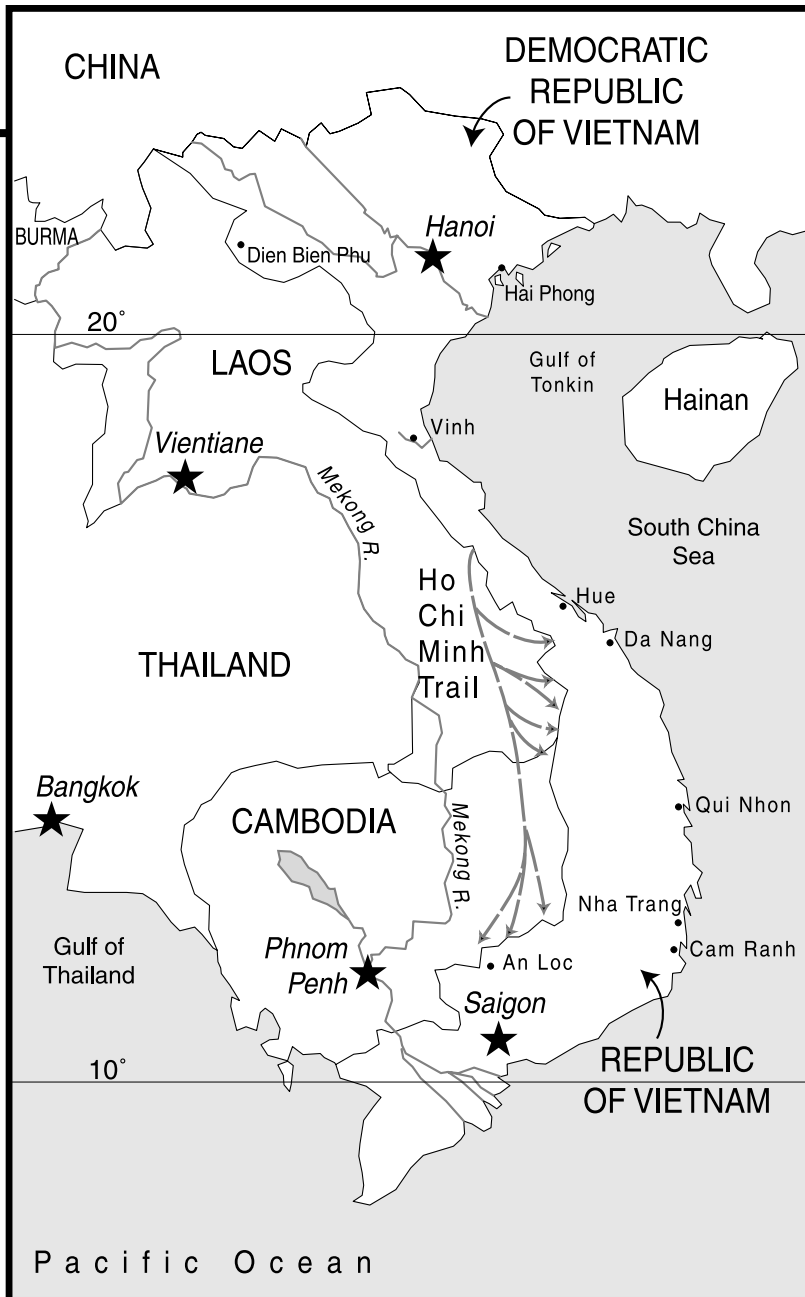 CHINA
DEMOCRATIC
REPUBLIC
OF VIETNAM
BURMA
Dien Bien Phu
Hanoi
Hai Phong
20°
LAOS
Gulf of
Tonkin
Hainan
Vientiane
Vinh
Mekong R.
South China
Sea
Ho
Chi
Minh
Trail
Hue
Da Nang
THAILAND
Bangkok
CAMBODIA
Mekong R.
Qui Nhon
Nha Trang
Cam Ranh
Gulf of
Thailand
Phnom
Penh
An Loc
Saigon
REPUBLIC
OF VIETNAM
10°
Pacific Ocean